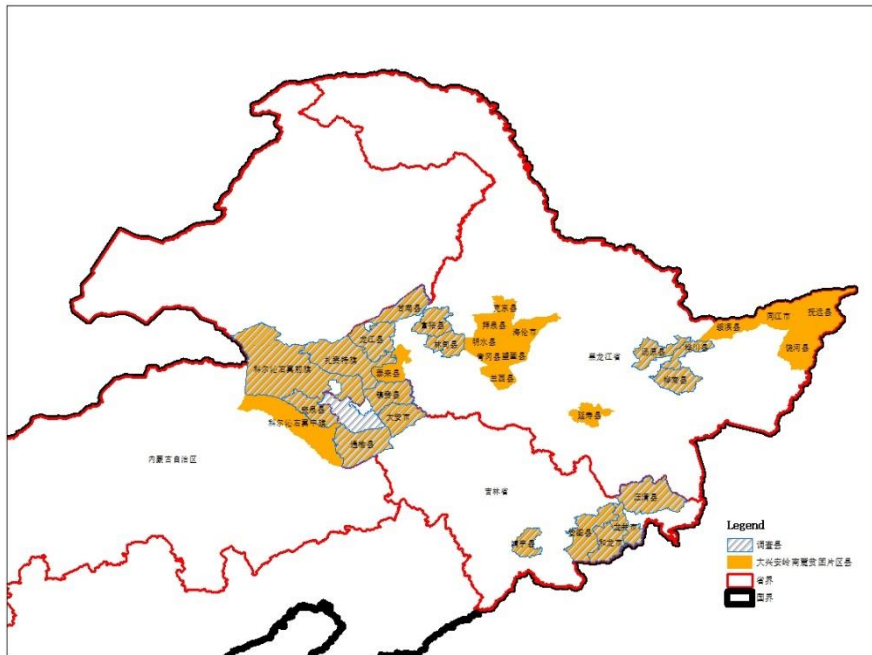 甘南县
富裕县
林甸县
龙江县
扎赉特旗
科尔沁右翼前旗
泰来县
镇赉县
突泉县
大安市
科尔沁右翼中旗
通榆县
克东县
拜泉县
海伦市
明水县
青冈县
望奎县
兰西县
黑龙江省
汤原县
桦川县
桦南县
绥滨县
同江市
抚远县
饶河县
延寿县
内蒙古自治区
吉林省
汪清县
龙井市
安图县
和龙市
靖宇县
Legend
调查县
大兴安岭南麓贫困片区县
省界
国界